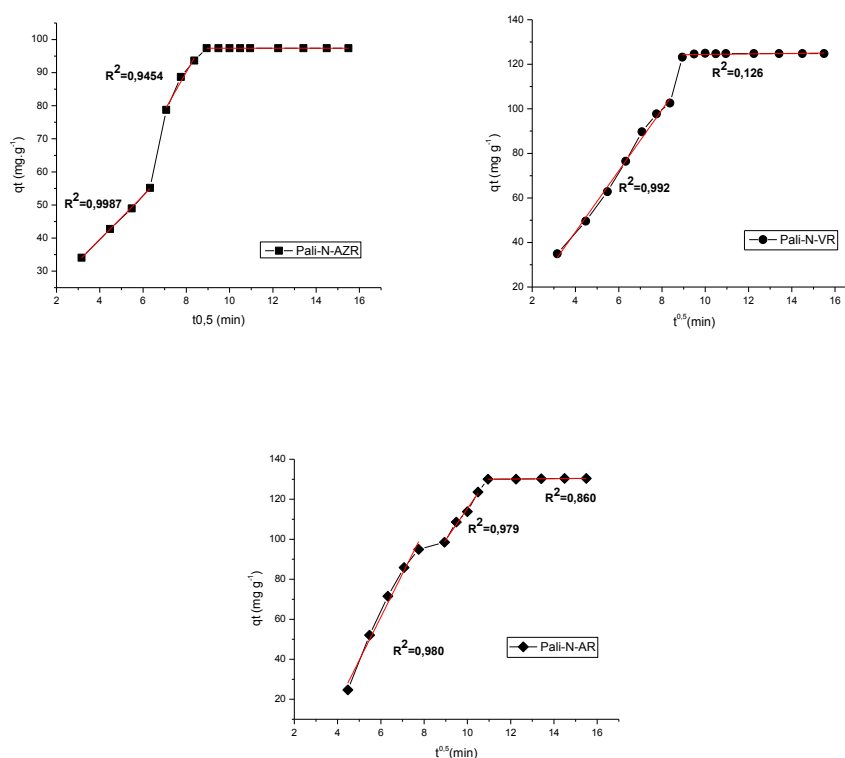 100
90
80
70
60
50
40
30
qt (mg.g⁻¹)
R²=0,9454
R²=0,9987
Pali-N-AZR
2 4 6 8 10 12 14 16
t0,5 (min)
140
120
100
80
60
40
20
qt (mg g⁻¹)
R²=0,126
R²=0,992
Pali-N-VR
2 4 6 8 10 12 14 16
t⁰,⁵(min)
140
120
100
80
60
40
20
qt (mg g⁻¹)
R²=0,860
R²=0,979
R²=0,980
Pali-N-AR
2 4 6 8 10 12 14 16
t⁰,⁵(min)